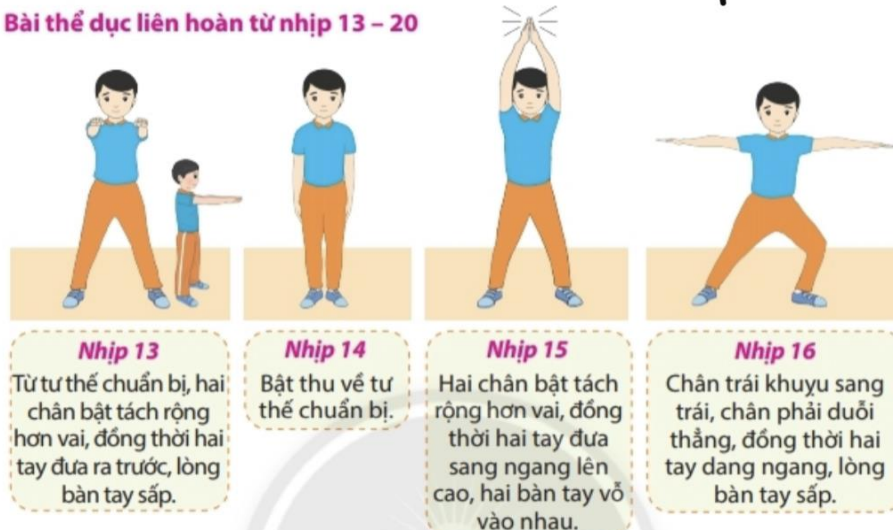 Bài thể dục liên hoàn từ nhịp 13 – 20
Nhịp 13
Từ tư thế chuẩn bị, hai
chân bật tách rộng
hơn vai, đồng thời hai
tay đưa ra trước, lòng
bàn tay sấp.
Nhịp 14
Bật thu về tư
thế chuẩn bị.
Nhịp 15
Hai chân bật tách
rộng hơn vai, đồng
thời hai tay đưa
sang ngang lên
cao, hai bàn tay vỗ
vào nhau.
Nhịp 16
Chân trái khuỵu sang
trái, chân phải duỗi
thẳng, đồng thời hai
tay dang ngang, lòng
bàn tay sấp.